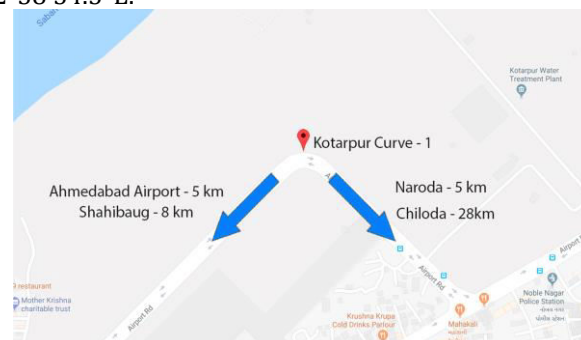 Kotarpur Water
Treatment Plant
Kotarpur Curve - 1
Ahmedabad Airport - 5 km
Shahibaug - 8 km
Naroda - 5 km
Chiloda - 28km
Airport Rd
Airport Rd
Airport
restaurant
Mother Krishna
charitable trust
Noble Nagar
Police Station
Krushna Krupa
Cold Drinks Parlour
Mahakali